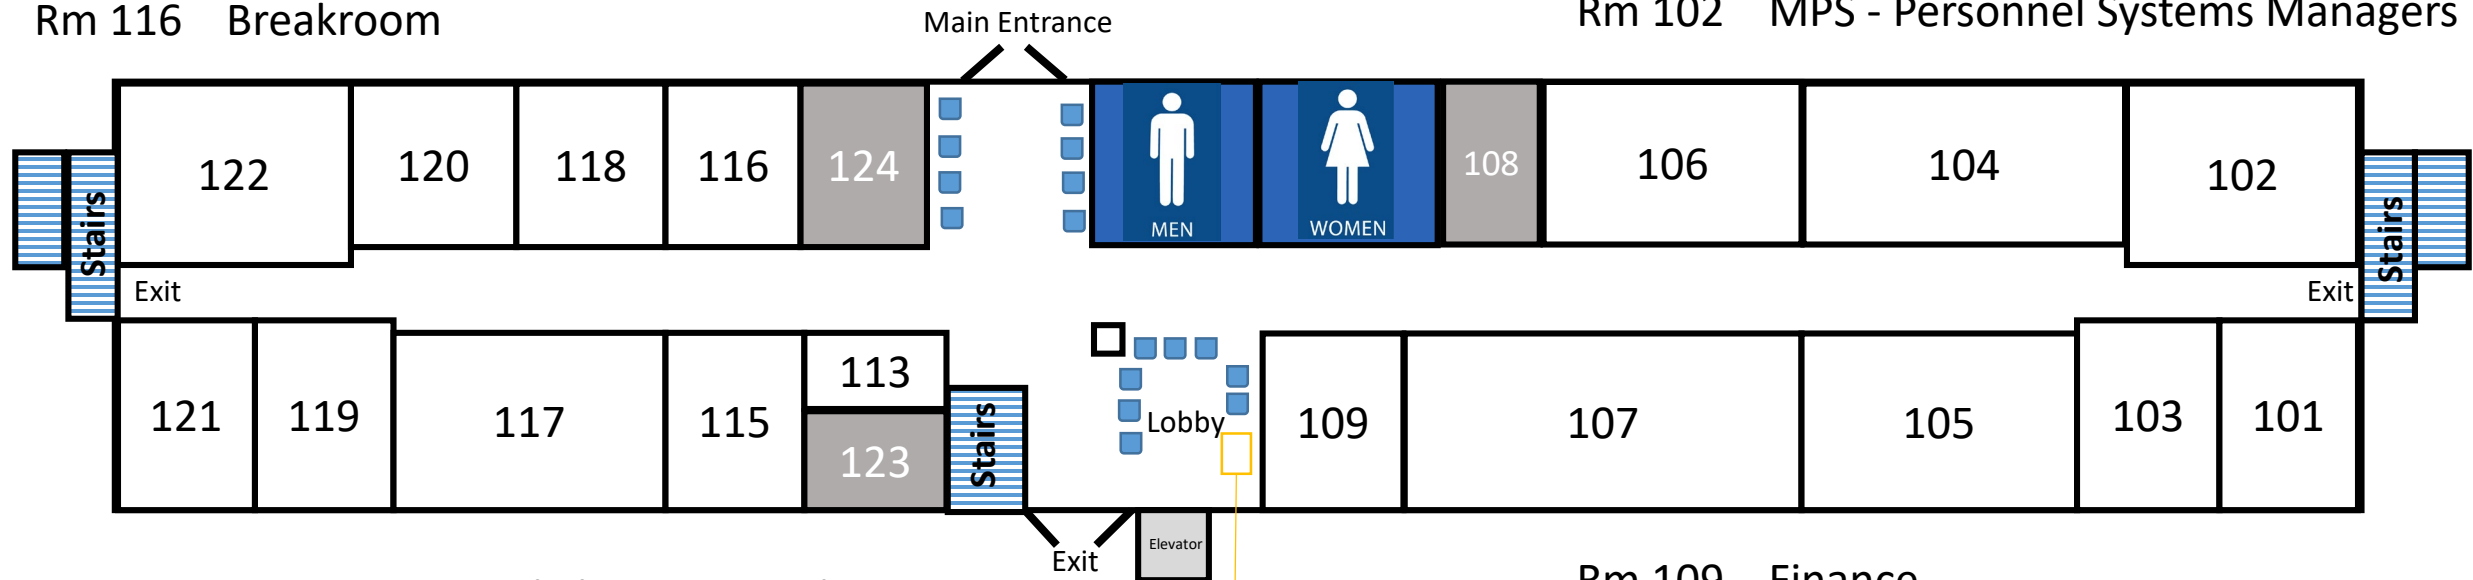 Rm 116 Breakroom
Main Entrance
Rm 102 MPS - Personnel Systems Managers
122
120
118
116
124
MEN
WOMEN
108
106
104
102
Stairs
Stairs
Exit
Exit
121
119
117
115
113
123
Stairs
Lobby
109
107
105
103
101
Exit
Elevator
Rm 109 Finance